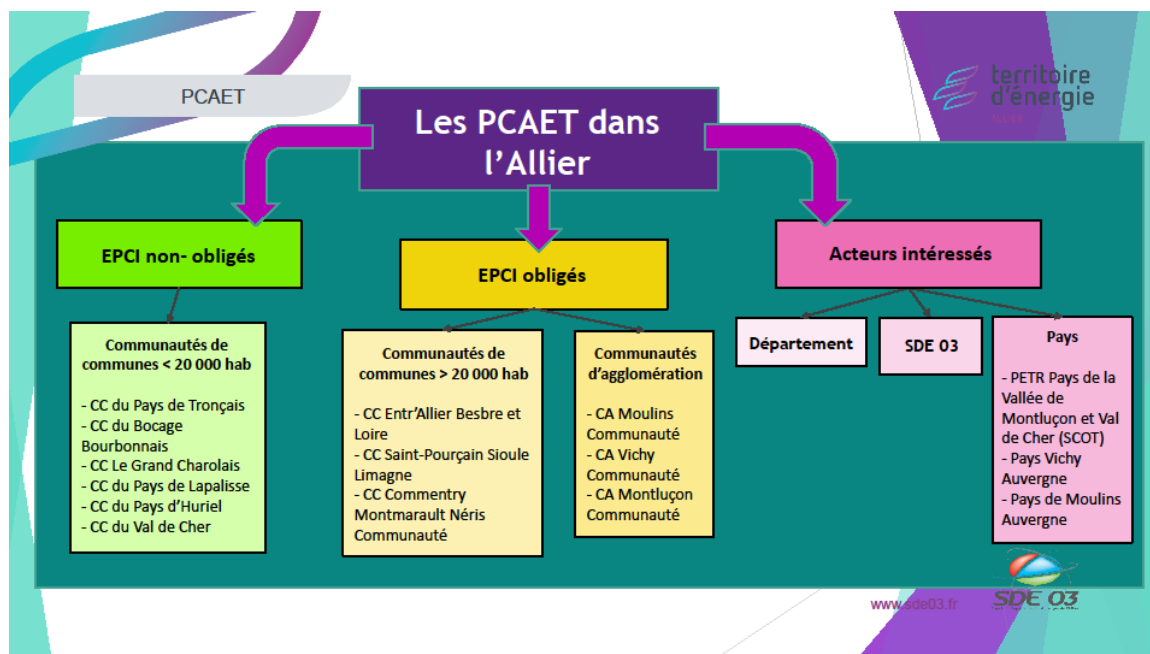 PCAET
territoire
d'énergie
Les PCAET dans
l'Allier
EPCI non- obligés
EPCI obligés
Acteurs intéressés
Communautés de
communes < 20 000 hab
- CC du Pays de Tronçais
- CC du Bocage
Bourbonnais
- CC Le Grand Charolais
- CC du Pays de Lapalisse
- CC du Pays d'Huriel
- CC du Val de Cher
Communautés de
communes > 20 000 hab
- CC Entr'Allier Besbre et
Loire
- CC Saint-Pourçain Sioule
Limagne
- CC Commentry
Montmarault Néris
Communauté
Communautés
d'agglomération
- CA Moulins
Communauté
- CA Vichy
Communauté
- CA Montluçon
Communauté
Département
SDE 03
Pays
- PETR Pays de la
Vallée de
Montluçon et Val
de Cher (SCOT)
- Pays Vichy
Auvergne
- Pays de Moulins
Auvergne
www.sde03.fr
SDE 03